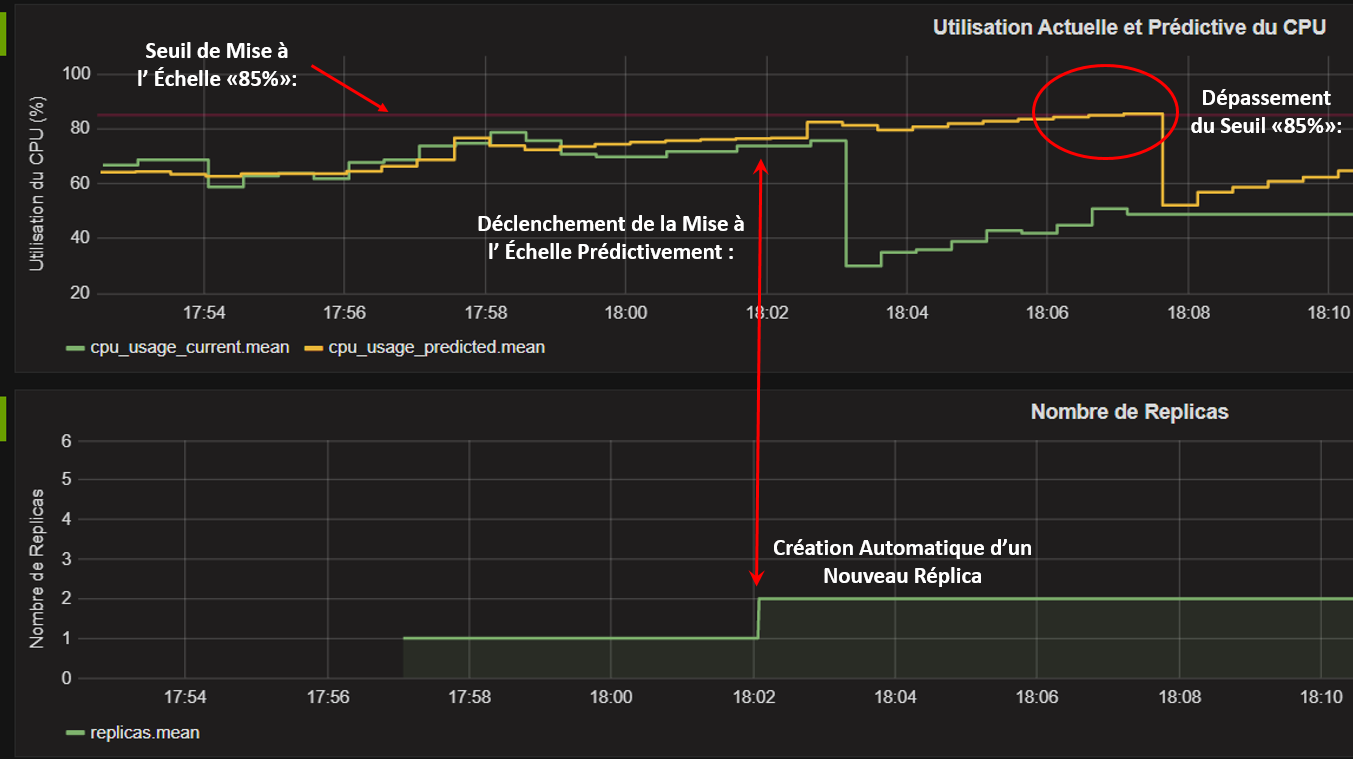 Utilisation Actuelle et Prédictive du CPU
Seuil de Mise à
l’ Échelle «85%»:
Dépassement
du Seuil «85%»:
Utilisation du CPU (%)
100
80
60
40
20
Déclenchement de la Mise à
l’ Échelle Prédictivement :
17:54 17:56 17:58 18:00 18:02 18:04 18:06 18:08 18:10
cpu_usage_current.mean cpu_usage_predicted.mean
Nombre de Replicas
Nombre de Replicas
6
5
4
3
2
1
0
Création Automatique d’un
Nouveau Réplica
17:54 17:56 17:58 18:00 18:02 18:04 18:06 18:08 18:10
replicas.mean